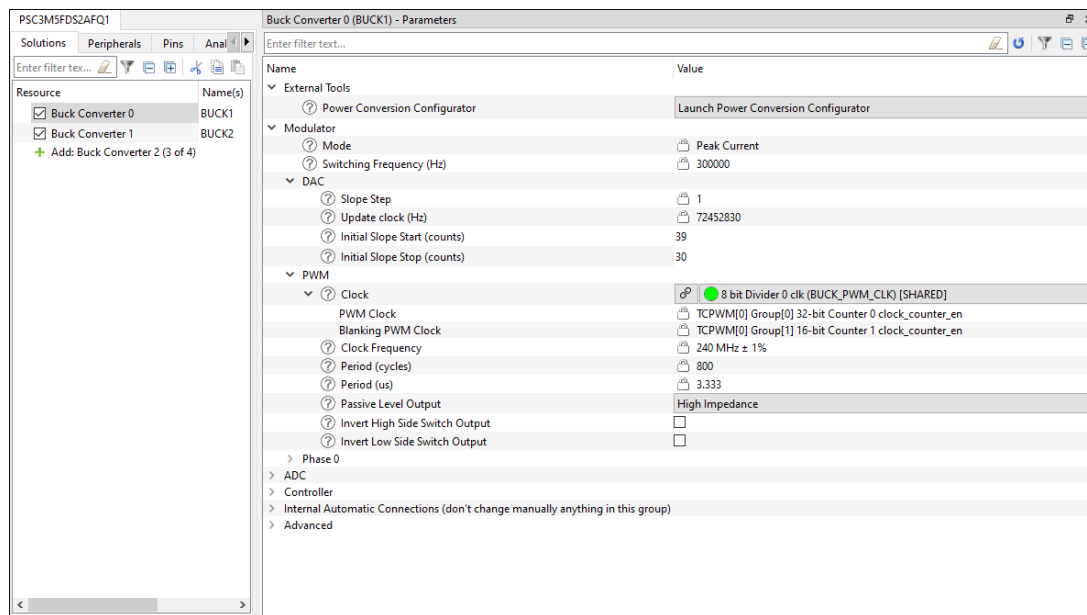 PSC3M5FDS2AFQ1
Solutions Peripherals Pins Anal
Enter filter tex...
Resource Name(s)
Buck Converter 0 BUCK1
Buck Converter 1 BUCK2
Add: Buck Converter 2 (3 of 4)
Buck Converter 0 (BUCK1) - Parameters
Enter filter text...
Name Value
External Tools
Power Conversion Configurator Launch Power Conversion Configurator
Modulator
Mode Peak Current
Switching Frequency (Hz) 300000
DAC
Slope Step 1
Update clock (Hz) 72452830
Initial Slope Start (counts) 39
Initial Slope Stop (counts) 30
PWM
Clock 8 bit Divider 0 clk (BUCK_PWM_CLK) [SHARED]
PWM Clock TCPWM[0] Group[0] 32-bit Counter 0 clock_counter_en
Blanking PWM Clock TCPWM[0] Group[1] 16-bit Counter 1 clock_counter_en
Clock Frequency 240 MHz ± 1%
Period (cycles) 800
Period (us) 3.333
Passive Level Output High Impedance
Invert High Side Switch Output
Invert Low Side Switch Output
Phase 0
ADC
Controller
Internal Automatic Connections (don't change manually anything in this group)
Advanced